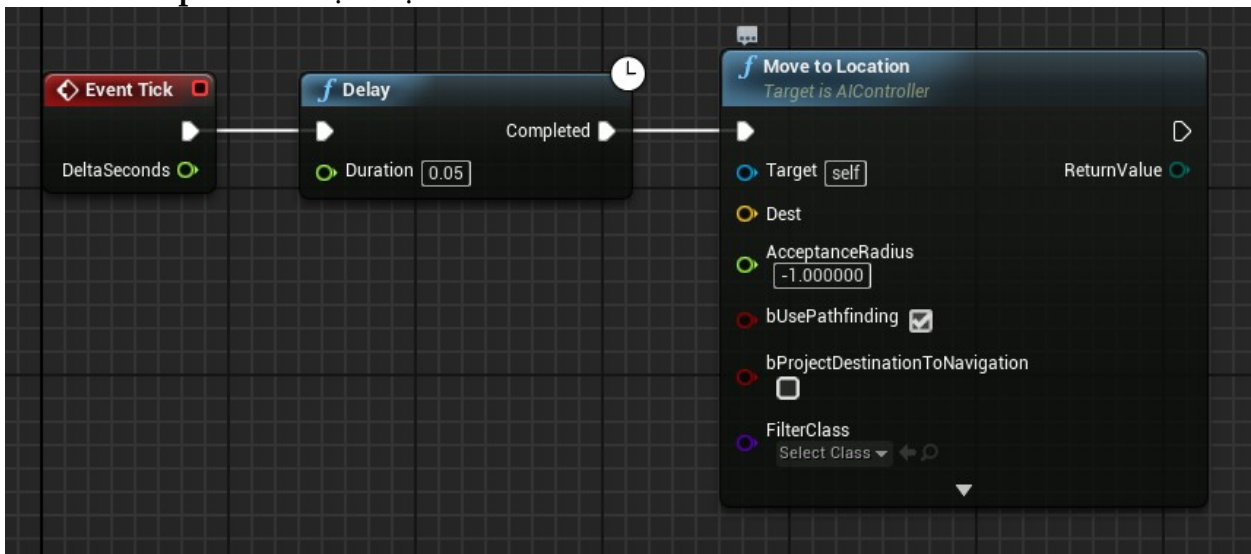 Event Tick
DeltaSeconds
Delay
Completed
Duration 0.05
Move to Location
Target is AIController
Target self
ReturnValue
Dest
AcceptanceRadius
-1.000000
bUsePathfinding
bProjectDestinationToNavigation
FilterClass
Select Class